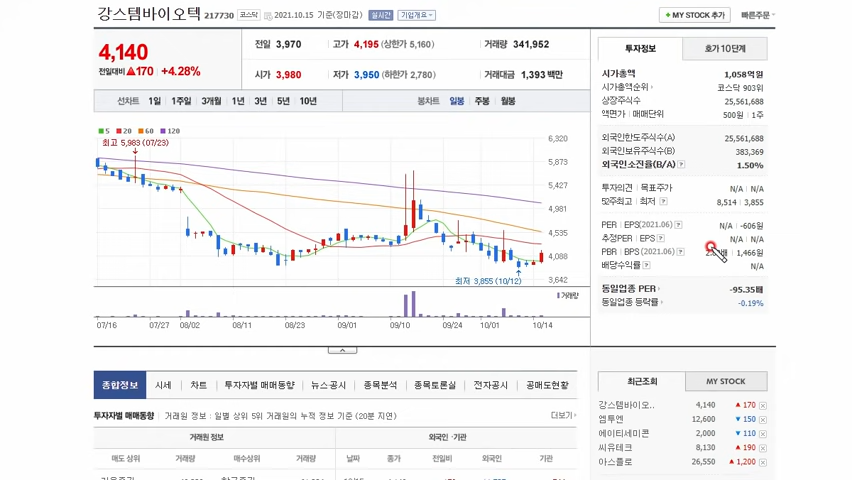 강스템바이오텍 217730 코스닥 2021.10.15 기준(장마감) 실시간 기업개요
+ MY STOCK 추가 빠른주문
4,140
전일대비 ▲170 +4.28%
전일 3,970 고가 4,195 (상한가 5,160) 거래량 341,952
시가 3,980 저가 3,950 (하한가 2,780) 거래대금 1,393 백만
선차트 1일 1주일 3개월 1년 3년 5년 10년 봉차트 일봉 주봉 월봉
5 20 60 120
최고 5,983 (07/23)
6,320
5,873
5,427
4,981
4,535
4,088
3,642
최저 3,855 (10/12)
거래량
07/16 07/27 08/02 08/11 08/23 09/01 09/10 09/24 10/01 10/14
투자정보 호가 10단계
시가총액 1,058억원
시가총액순위 코스닥 903위
상장주식수 25,561,688
액면가 | 매매단위 500원 | 1주
외국인한도주식수(A) 25,561,688
외국인보유주식수(B) 383,369
외국인소진율(B/A) 1.50%
투자의견 | 목표주가 N/A | N/A
52주최고 | 최저 8,514 | 3,855
PER | EPS(2021.06) N/A | -606원
추정PER | EPS N/A | N/A
PBR | BPS (2021.06) | 1,466원
배당수익률 N/A
동일업종 PER -95.35배
동일업종 등락률 -0.19%
종합정보 시세 차트 투자자별 매매동향 뉴스·공시 종목분석 종목토론실 전자공시 공매도현황
투자자별 매매동향 거래원 정보 : 일별 상위 5위 거래원의 누적 정보 기준 (20분 지연) 더보기
거래원 정보 외국인·기관
매도 상위 거래량 매수상위 거래량 날짜 종가 전일비 외국인 기관
최근조회 MY STOCK
강스템바이오.. 4,140 ▲ 170
엠투엔 12,600 ▼ 150
에이티세미콘 2,000 ▼ 110
씨유테크 8,130 ▲ 190
아스플로 26,550 ▲ 1,200